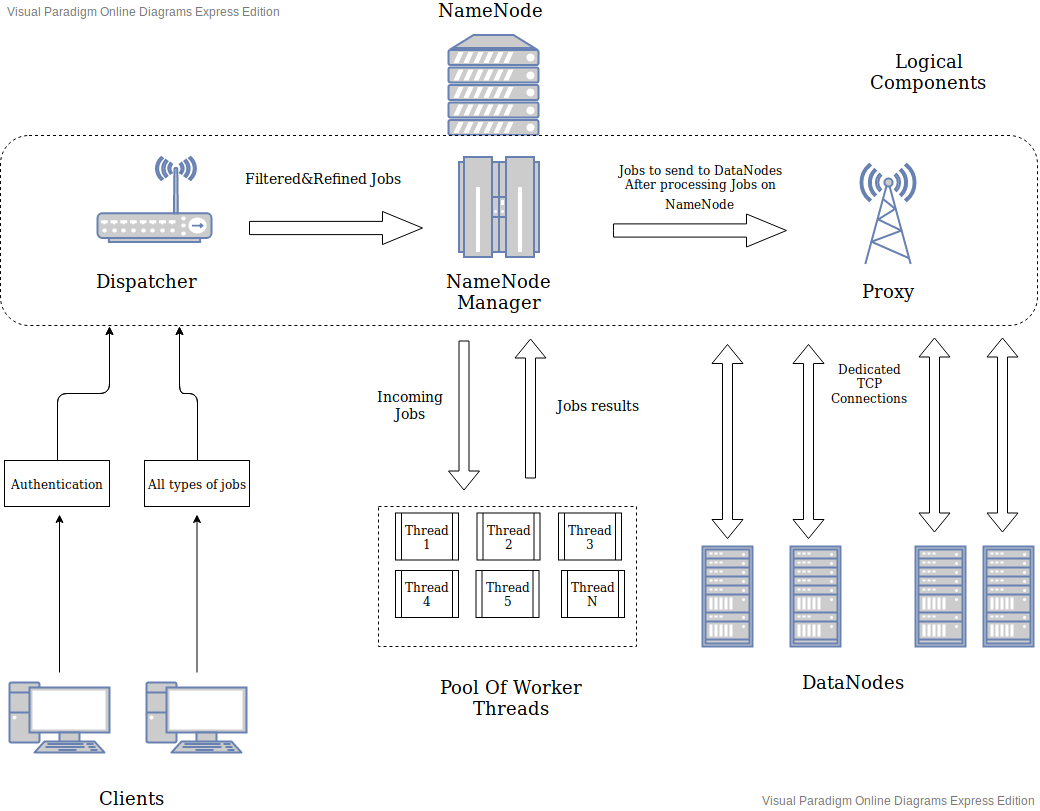 Visual Paradigm Online Diagrams Express Edition
NameNode
Logical
Components
Filtered&Refined Jobs
Jobs to send to DataNodes
After processing Jobs on
NameNode
Dispatcher
NameNode
Manager
Proxy
Incoming
Jobs
Jobs results
Dedicated
TCP
Connections
Authentication
All types of jobs
Thread
1
Thread
2
Thread
3
Thread
4
Thread
5
Thread
N
Pool Of Worker
Threads
DataNodes
Clients
Visual Paradigm Online Diagrams Express Edition